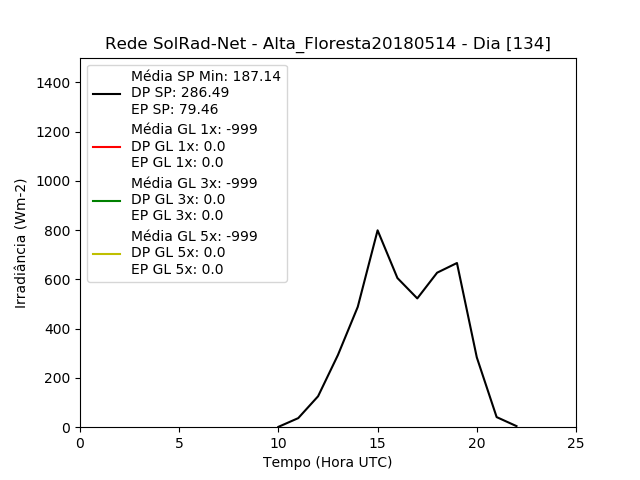 Rede SolRad-Net - Alta_Floresta20180514 - Dia [134]
Média SP Min: 187.14
DP SP: 286.49
EP SP: 79.46
Média GL 1x: -999
DP GL 1x: 0.0
EP GL 1x: 0.0
Média GL 3x: -999
DP GL 3x: 0.0
EP GL 3x: 0.0
Média GL 5x: -999
DP GL 5x: 0.0
EP GL 5x: 0.0
Irradiância (Wm-2)
1400
1200
1000
800
600
400
200
0
0 5 10 15 20 25
Tempo (Hora UTC)